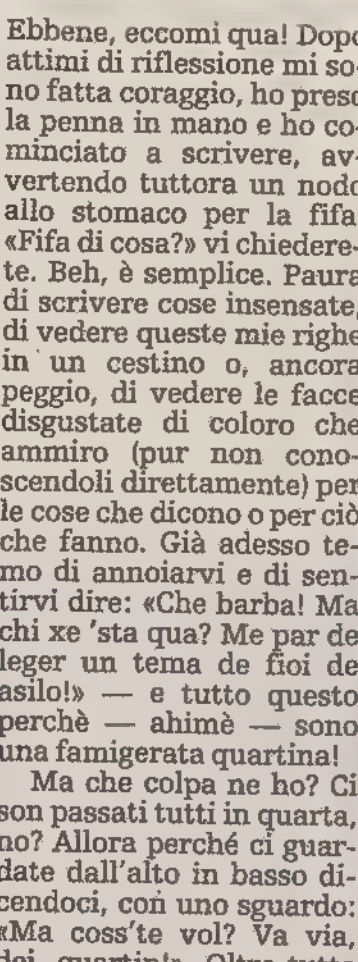 Ebbene, eccomi qua! Dopo
attimi di riflessione mi so-
no fatta coraggio, ho preso
la penna in mano e ho co-
minciato a scrivere, av-
vertendo tuttora un nodo
allo stomaco per la fifa
«Fifa di cosa?» vi chiedere-
te. Beh, è semplice. Paura
di scrivere cose insensate,
di vedere queste mie righe
in un cestino o, ancora
peggio, di vedere le facce
disgustate di coloro che
ammiro (pur non cono-
scendoli direttamente) per
le cose che dicono o per ciò
che fanno. Già adesso te-
mo di annoiarvi e di sen-
tirvi dire: «Che barba! Ma
chi xe 'sta qua? Me par de
leger un tema de fioi de
asilo!» — e tutto questo
perchè — ahimè — sono
una famigerata quartina!
Ma che colpa ne ho? Ci
son passati tutti in quarta,
no? Allora perché ci guar-
date dall'alto in basso di-
cendoci, con uno sguardo:
«Ma coss'te vol? Va via,
dei quartin!». Oltre tutto